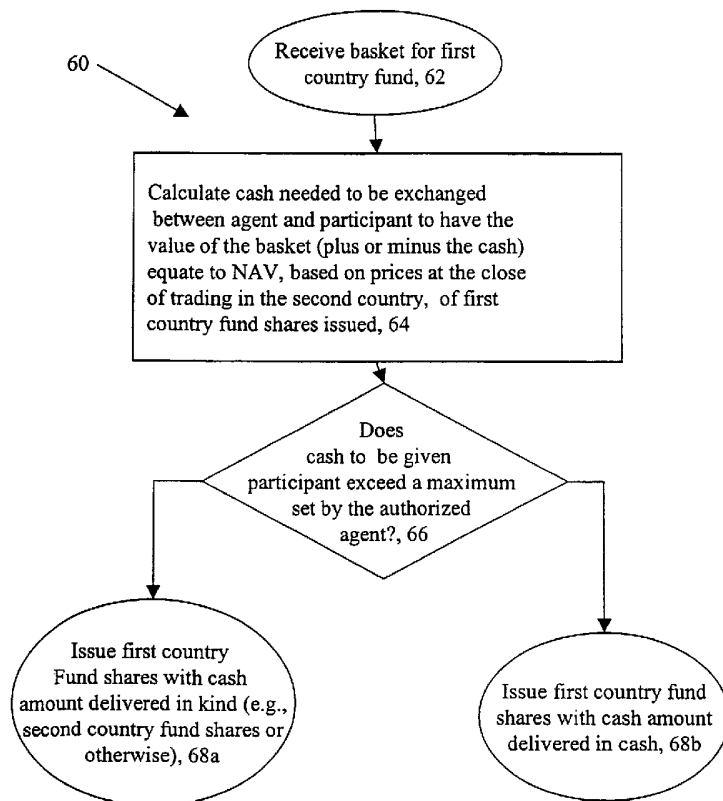 Receive basket for first
country fund, 62
60
Calculate cash needed to be exchanged
between agent and participant to have the
value of the basket (plus or minus the cash)
equate to NAV, based on prices at the close
of trading in the second country, of first
country fund shares issued, 64
Does
cash to be given
participant exceed a maximum
set by the authorized
agent?, 66
Issue first country
Fund shares with cash
amount delivered in kind (e.g.,
second country fund shares or
otherwise), 68a
Issue first country fund
shares with cash amount
delivered in cash, 68b